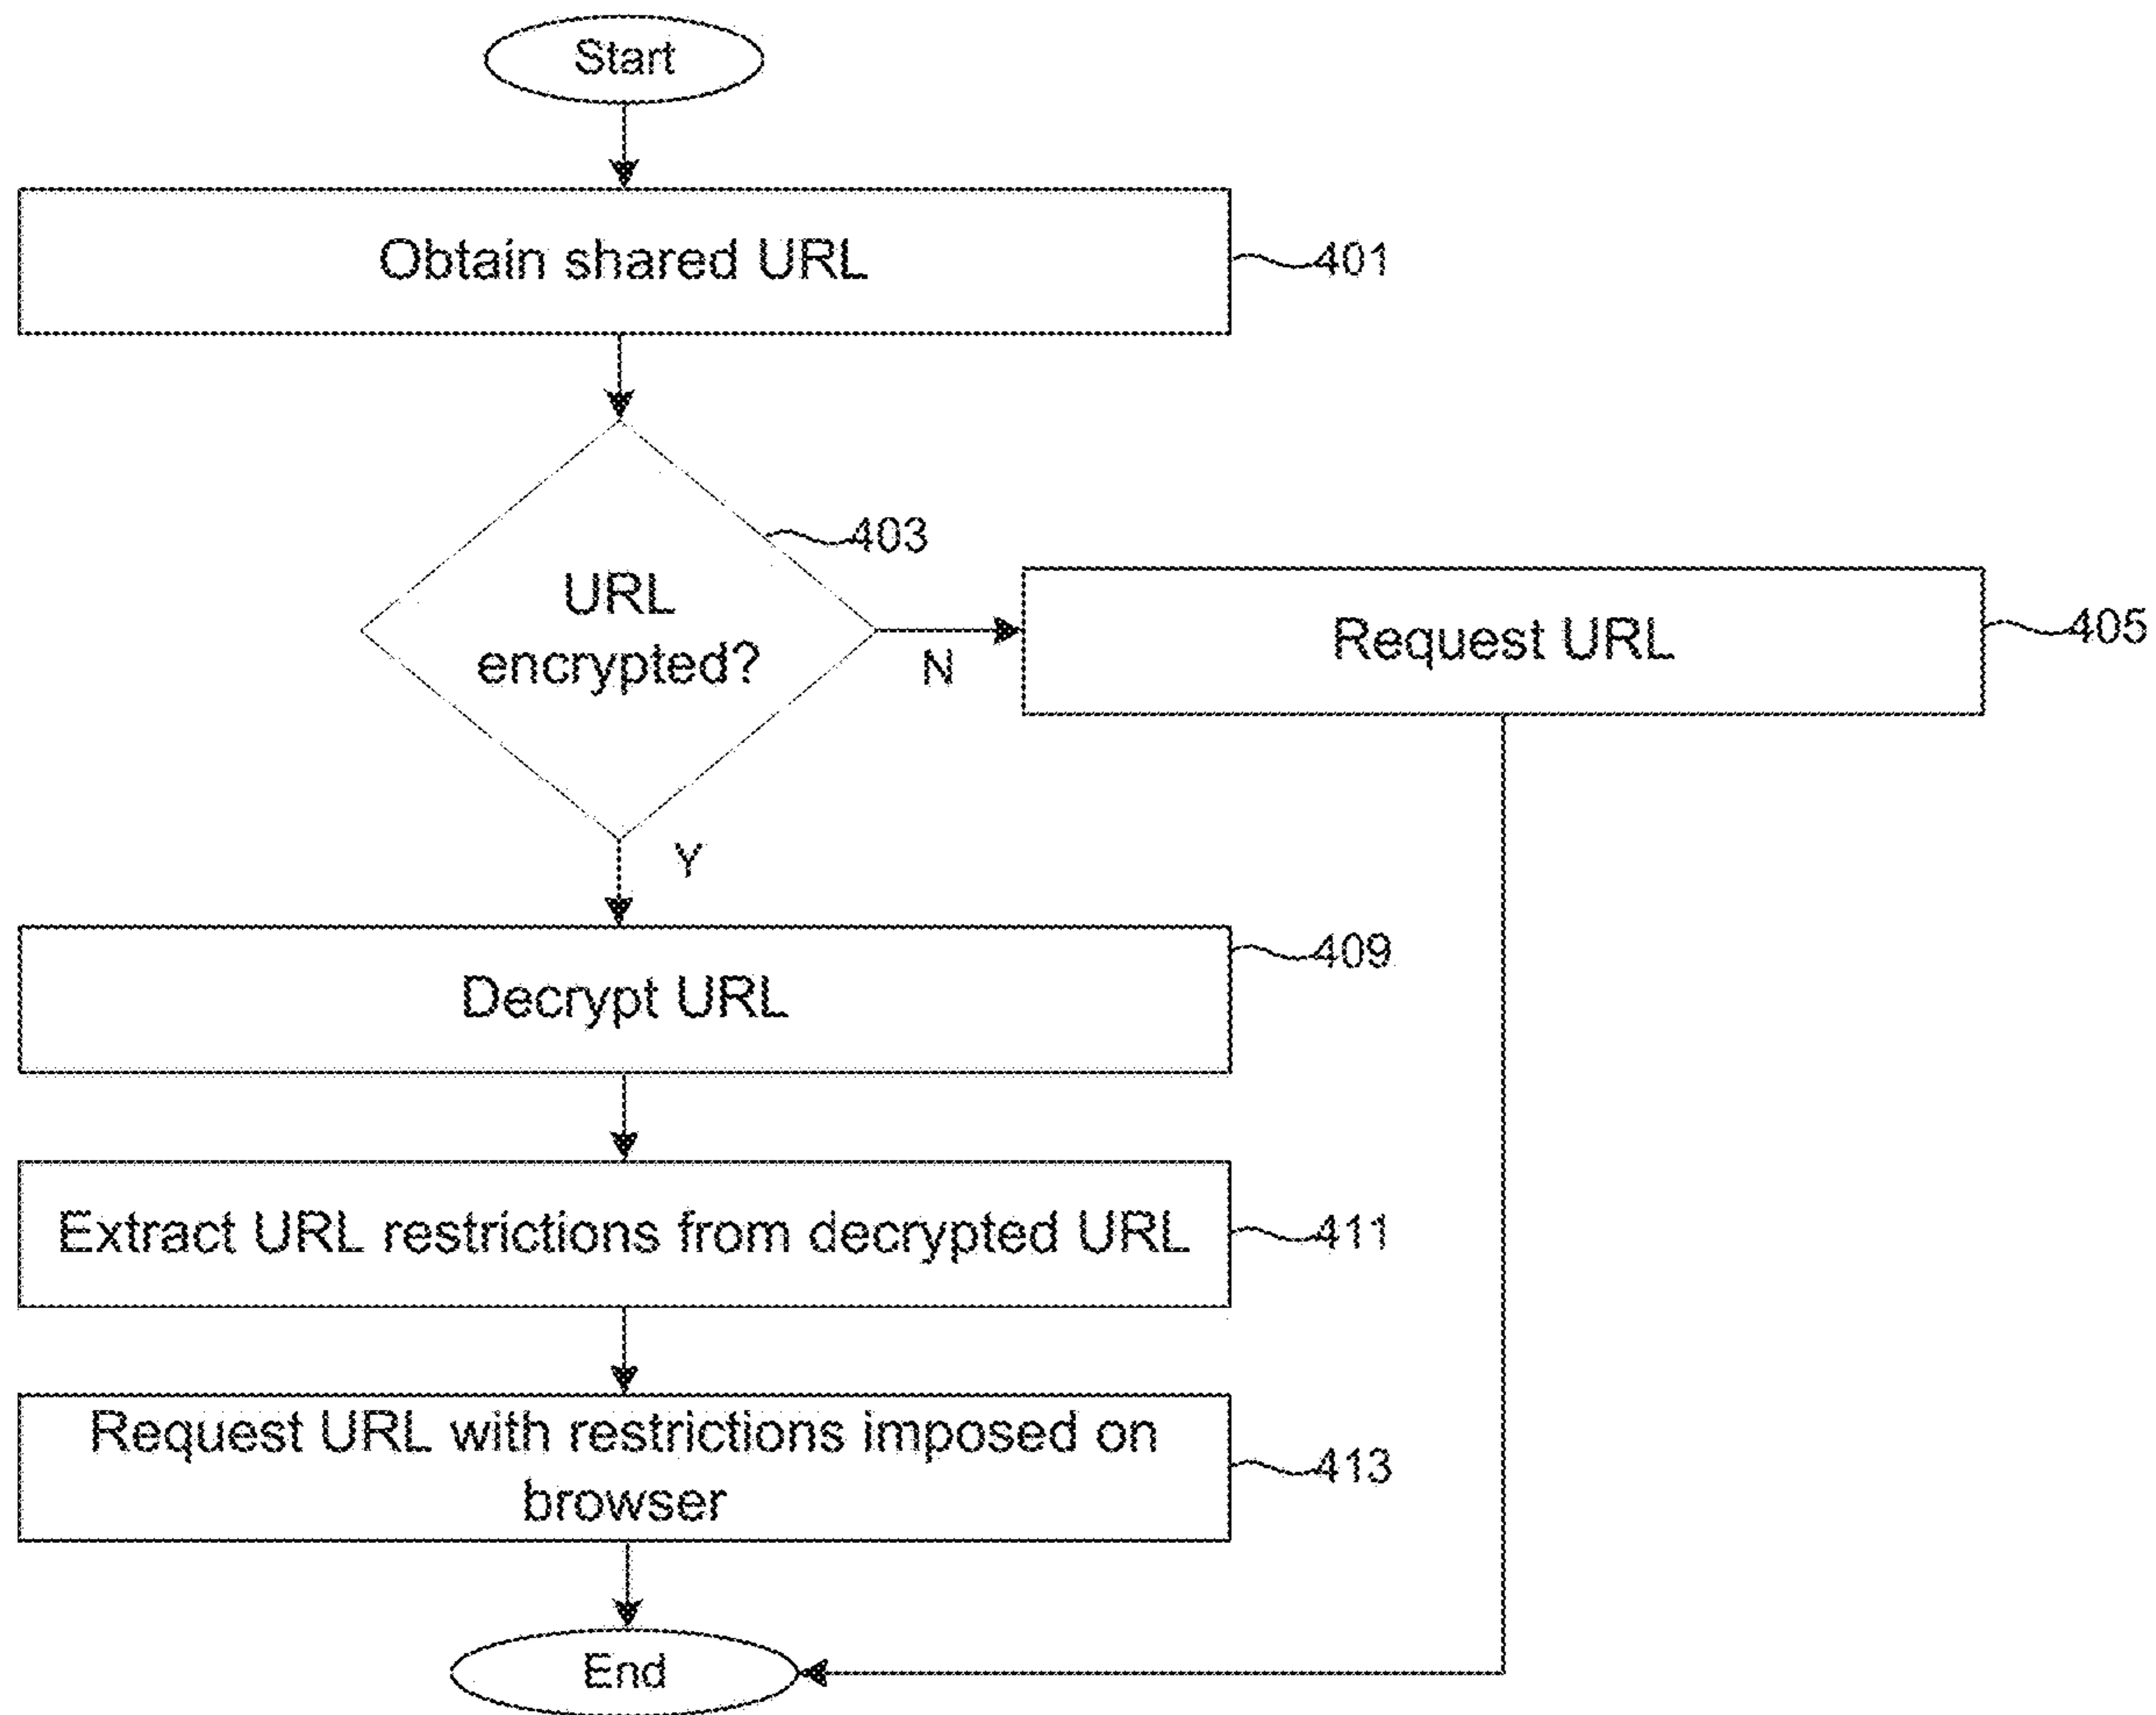 Start
Obtain shared URL
401
403
URL
encrypted?
N
Request URL
405
Y
Decrypt URL
409
Extract URL restrictions from decrypted URL
411
Request URL with restrictions imposed on
browser
413
End